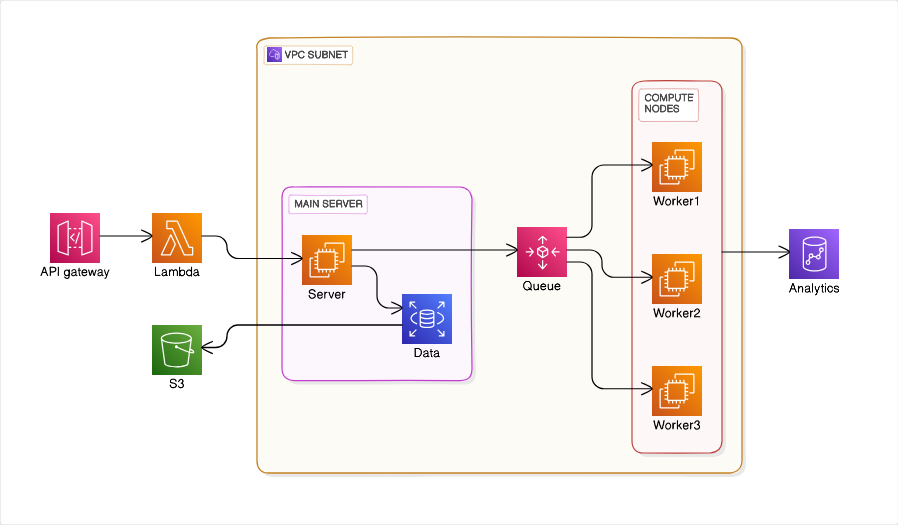 VPC SUBNET
COMPUTE
NODES
MAIN SERVER
Worker1
API gateway
Lambda
Server
Queue
Analytics
Worker2
Data
S3
Worker3